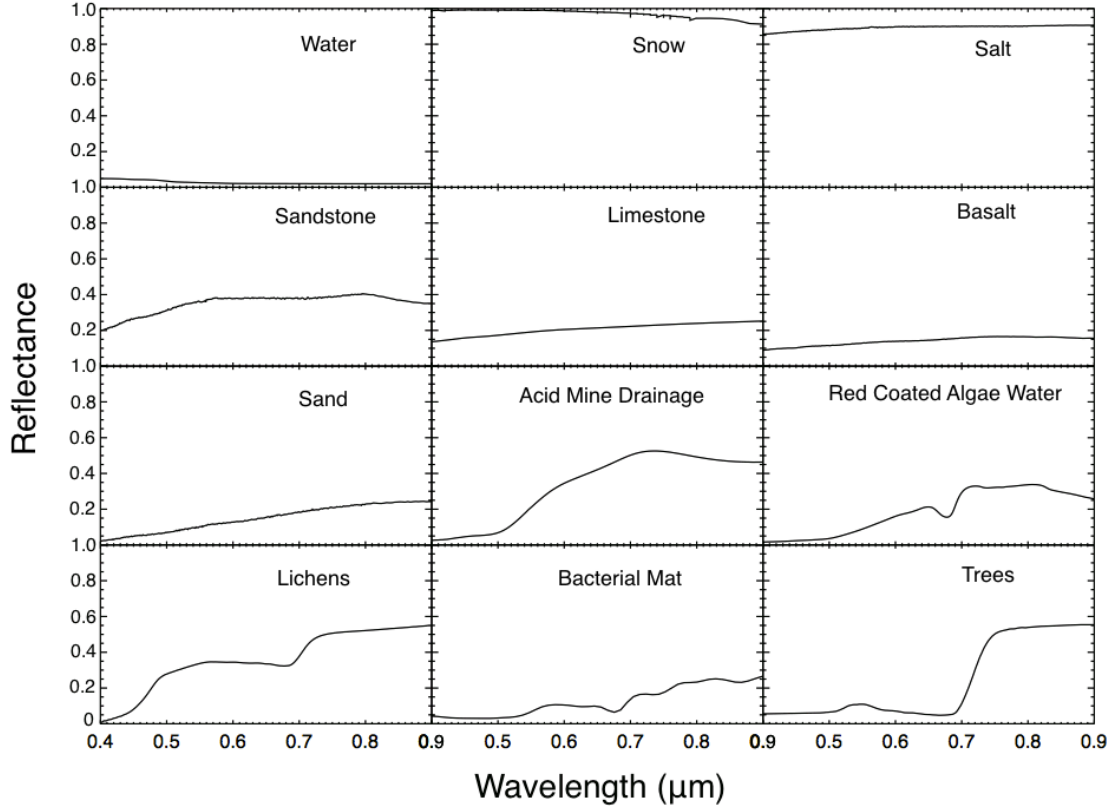 1.0
0.8
0.6
0.4
0.2
1.0
0.8
0.6
0.4
0.2
1.0
0.8
0.6
0.4
0.2
1.0
0.8
0.6
0.4
0.2
0
Reflectance
Water
Snow
Salt
Sandstone
Limestone
Basalt
Sand
Acid Mine Drainage
Red Coated Algae Water
Lichens
Bacterial Mat
Trees
0.4 0.5 0.6 0.7 0.8 0.9 0.5 0.6 0.7 0.8 0.9 0.5 0.6 0.7 0.8 0.9
Wavelength (μm)